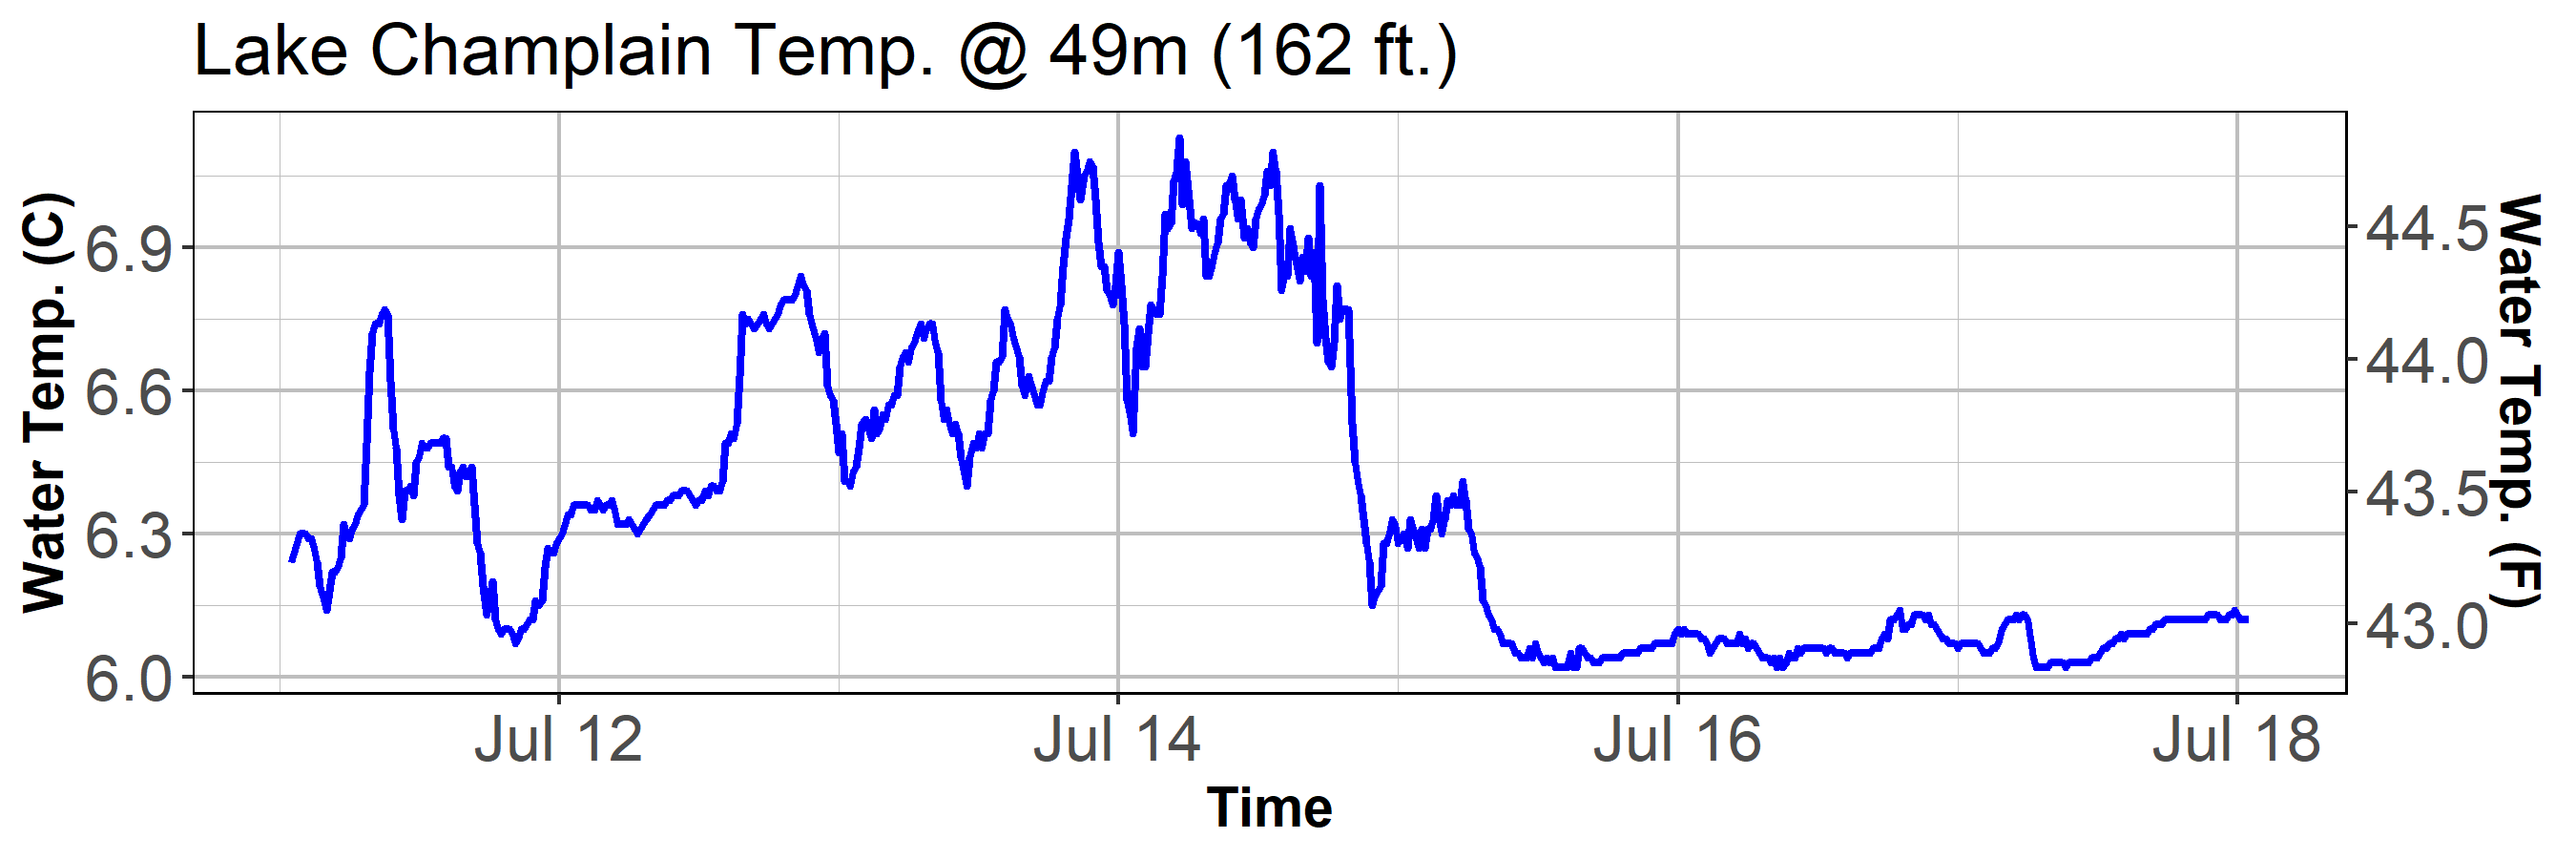 Lake Champlain Temp. @ 49m (162 ft.)
Water Temp. (C)
6.9
6.6
6.3
6.0
44.5
44.0
43.5
43.0
Water Temp. (F)
Jul 12
Jul 14
Jul 16
Jul 18
Time